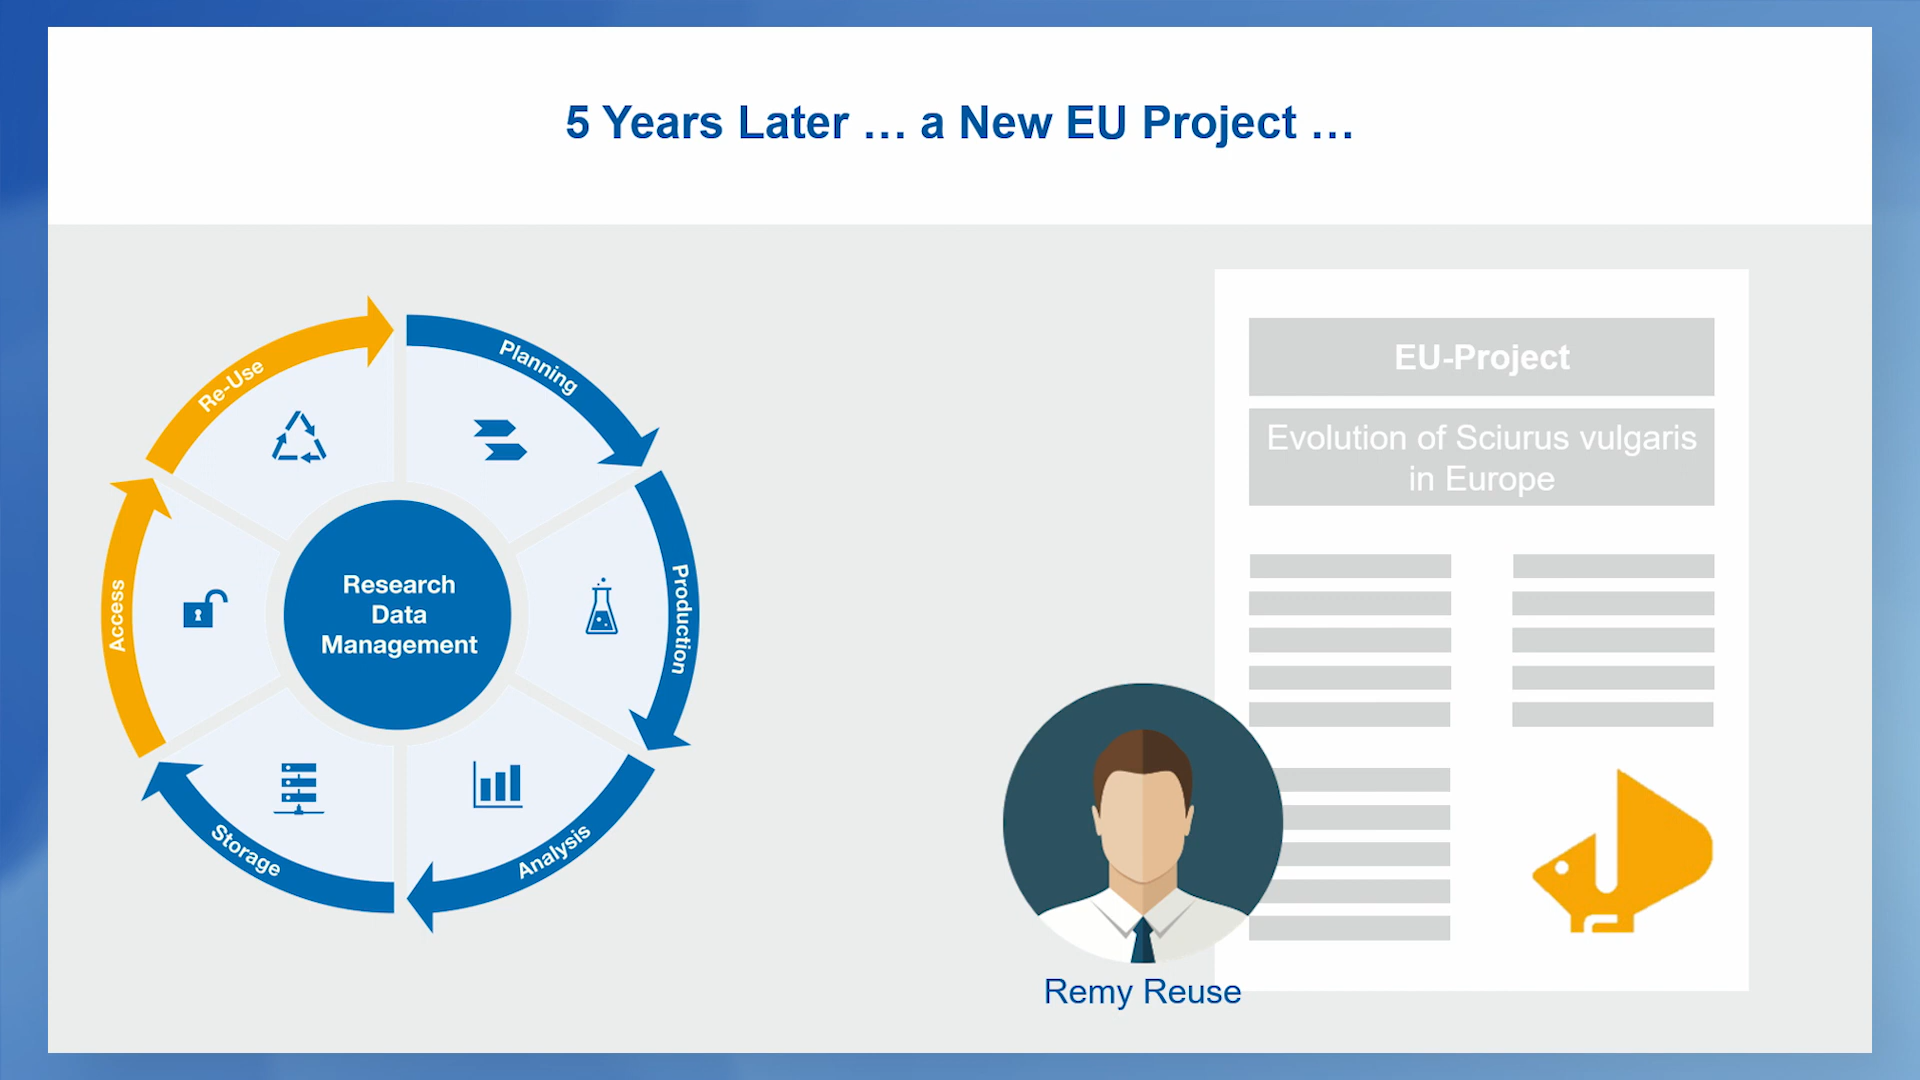 5 Years Later … a New EU Project …
Re-Use
Planning
Access
Research
Data
Management
Production
Storage
Analysis
EU-Project
Evolution of Sciurus vulgaris
in Europe
Remy Reuse